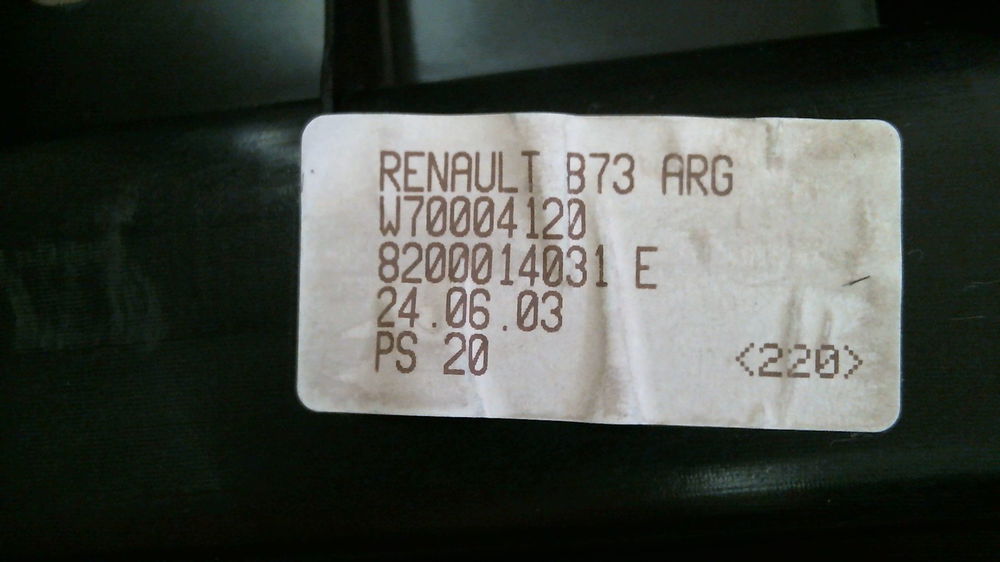 RENAULT B73 ARG
W70004120
8200014031 E
24.06.03
PS 20 <220>